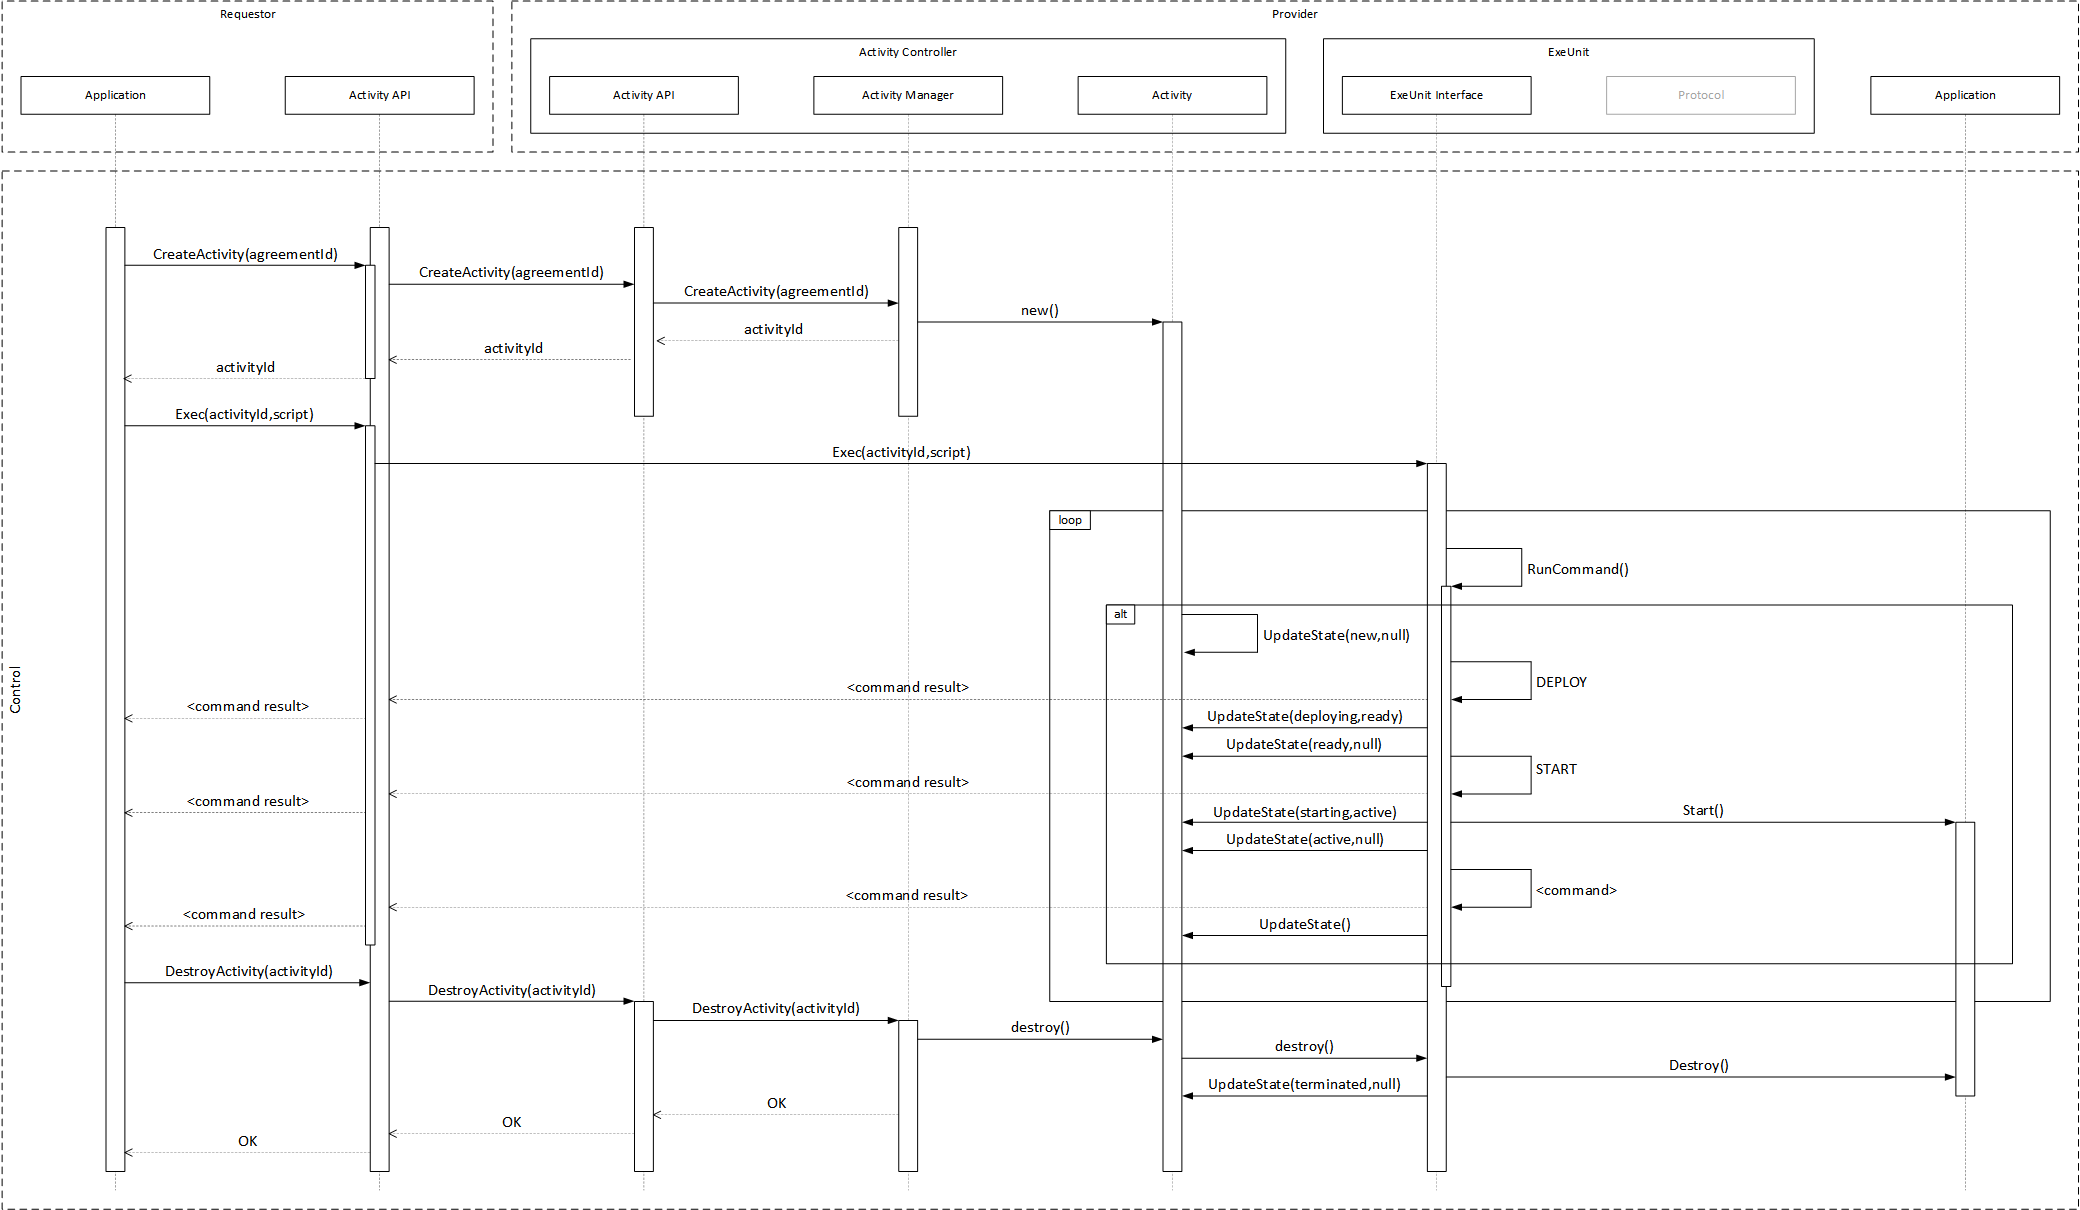 Requestor
Provider
Activity Controller
ExeUnit
Application
Activity API
Activity API
Activity Manager
Activity
ExeUnit Interface
Protocol
Application
Control
CreateActivity(agreementId)
CreateActivity(agreementId)
CreateActivity(agreementId)
new()
activityId
activityId
activityId
Exec(activityId,script)
Exec(activityId,script)
loop
RunCommand()
alt
UpdateState(new,null)
DEPLOY
<command result>
<command result>
UpdateState(deploying,ready)
UpdateState(ready,null)
START
<command result>
<command result>
UpdateState(starting,active)
Start()
UpdateState(active,null)
<command>
<command result>
<command result>
UpdateState()
DestroyActivity(activityId)
DestroyActivity(activityId)
DestroyActivity(activityId)
destroy()
destroy()
Destroy()
UpdateState(terminated,null)
OK
OK
OK